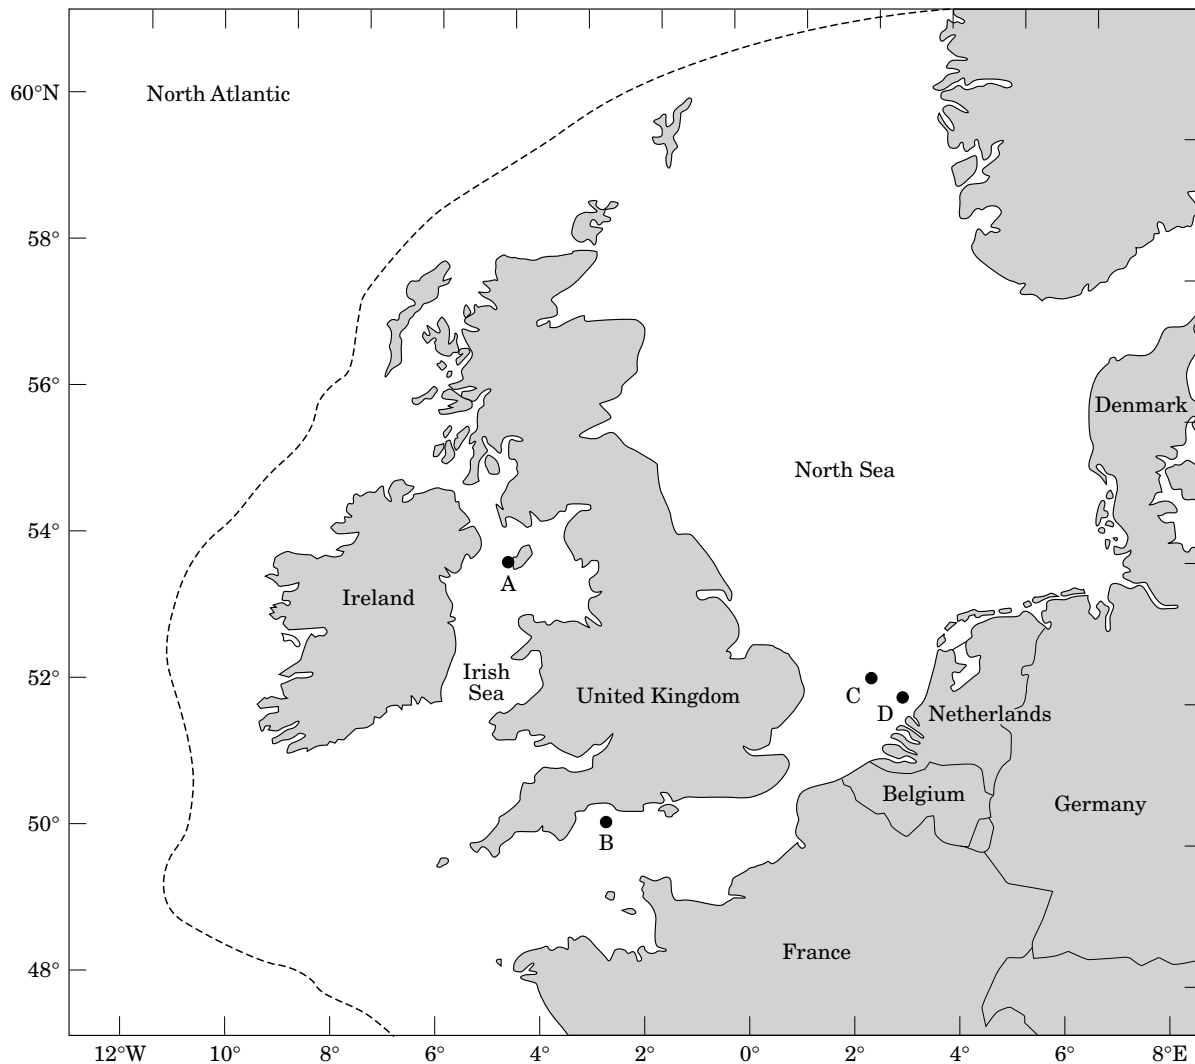 60°N
North Atlantic
58°
56°
Denmark
North Sea
54°
A
Ireland
Irish
Sea
52°
United Kingdom
C
D
Netherlands
Belgium
Germany
50°
B
France
48°
12°W 10° 8° 6° 4° 2° 0° 2° 4° 6° 8°E